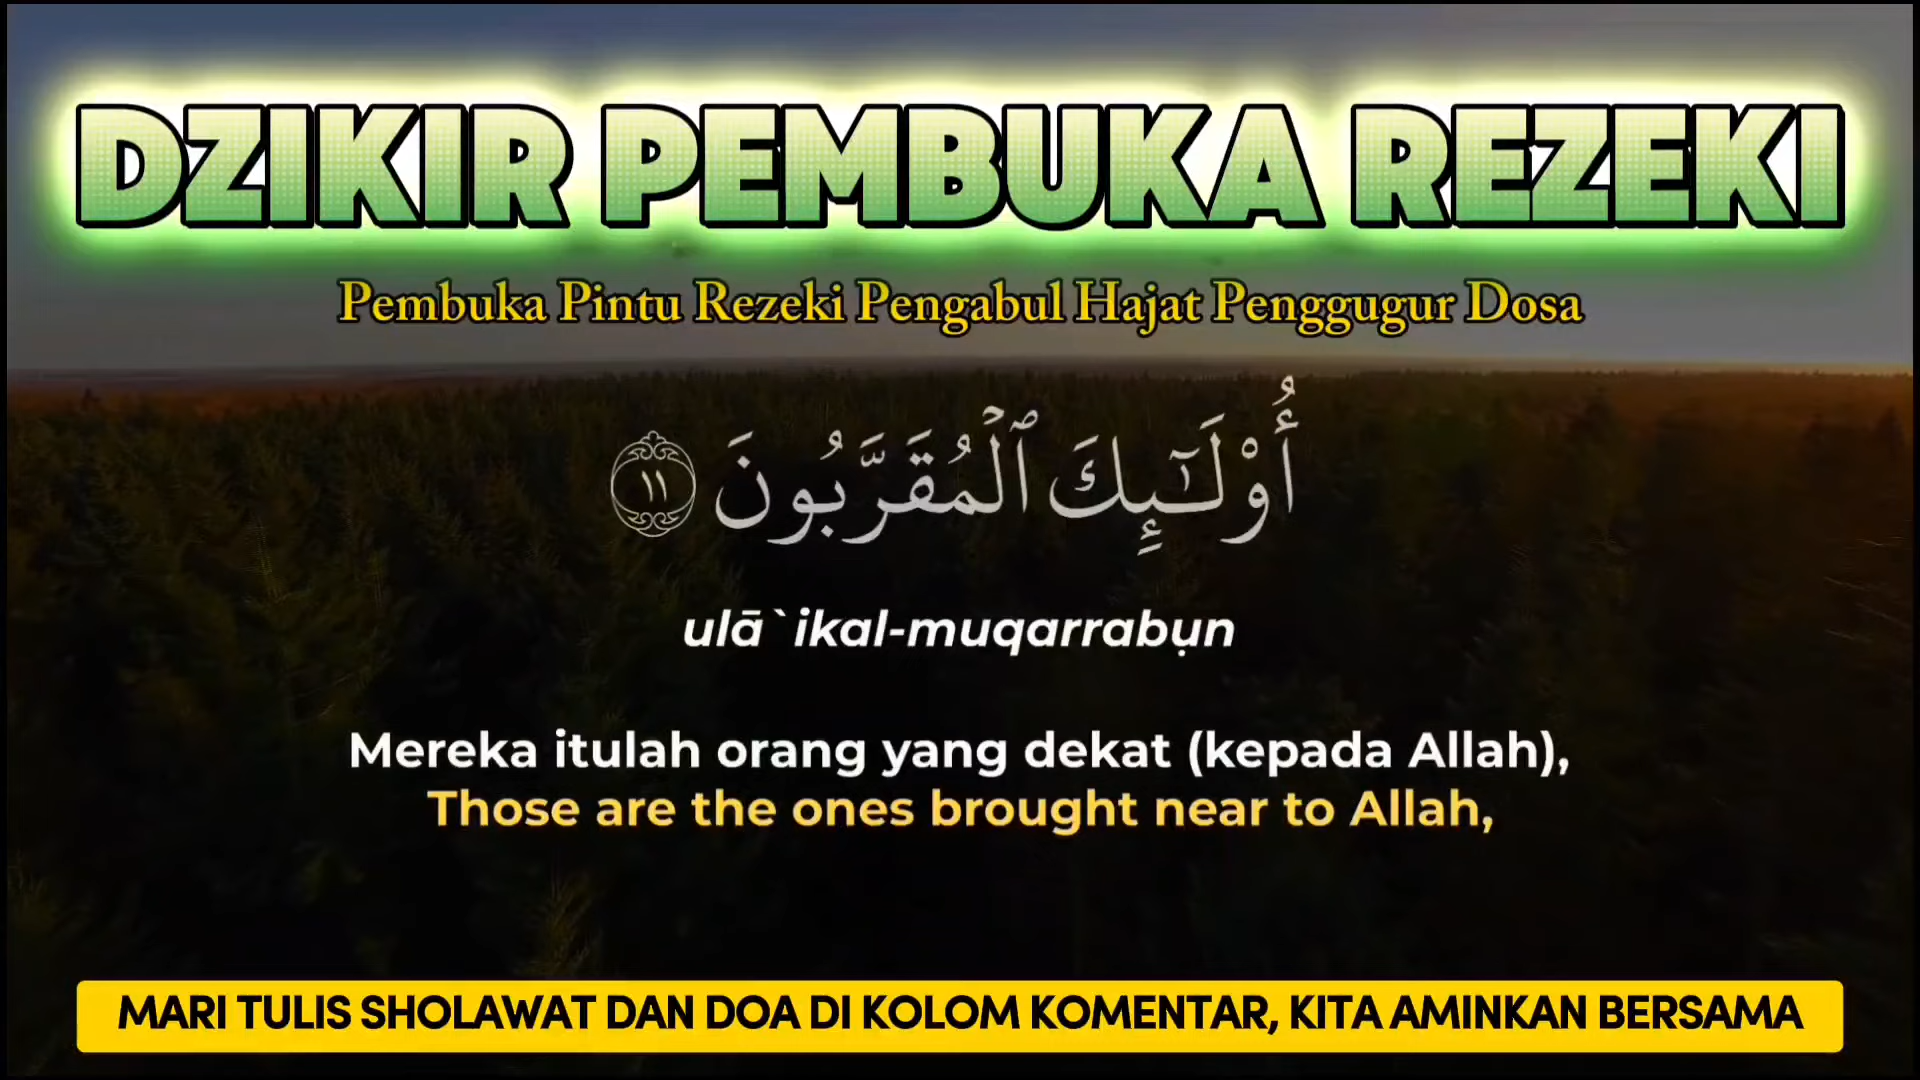 DZIKIR PEMBUKA REZEKI
Pembuka Pintu Rezeki Pengabul Hajat Penggugur Dosa
أُو۟لَـٰٓئِكَ ٱلْمُقَرَّبُونَ ١١
ulā`ikal-muqarrabụn
Mereka itulah orang yang dekat (kepada Allah),
Those are the ones brought near to Allah,
MARI TULIS SHOLAWAT DAN DOA DI KOLOM KOMENTAR, KITA AMINKAN BERSAMA